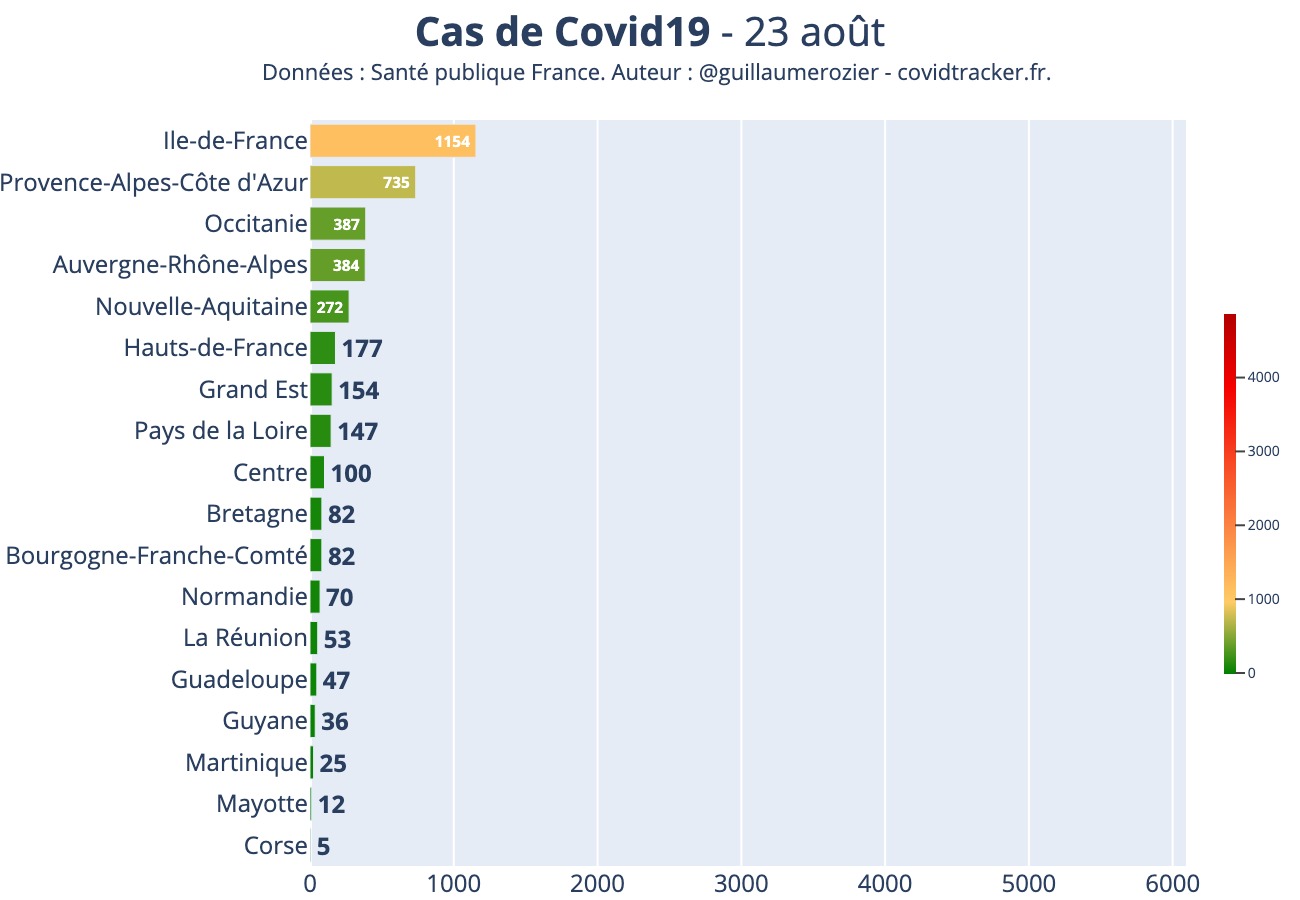 Cas de Covid19 - 23 août
Données : Santé publique France. Auteur : @guillaumerozier - covidtracker.fr.
Ile-de-France 1154
Provence-Alpes-Côte d'Azur 735
Occitanie 387
Auvergne-Rhône-Alpes 384
Nouvelle-Aquitaine 272
Hauts-de-France 177
Grand Est 154
Pays de la Loire 147
Centre 100
Bretagne 82
Bourgogne-Franche-Comté 82
Normandie 70
La Réunion 53
Guadeloupe 47
Guyane 36
Martinique 25
Mayotte 12
Corse 5
0 1000 2000 3000 4000 5000 6000
4000
3000
2000
1000
0